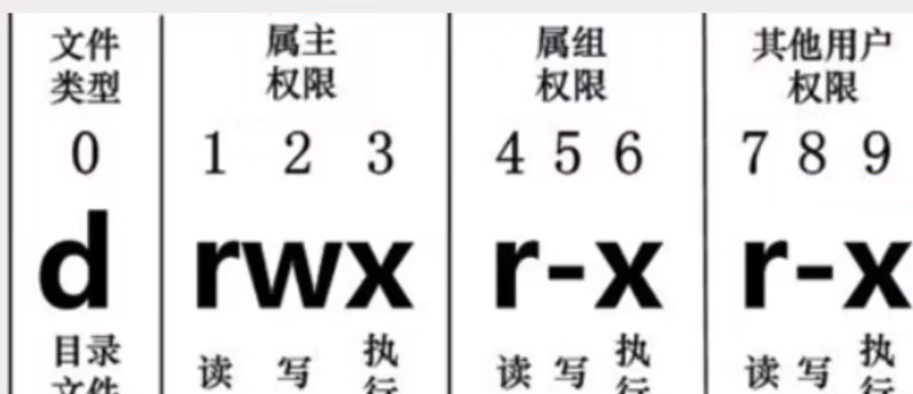 文件 属主 属组 其他用户
类型 权限 权限 权限
0 1 2 3 4 5 6 7 8 9
d rwx r-x r-x
目录 读 写 执行 读 写 执行 读 写 执行
文件